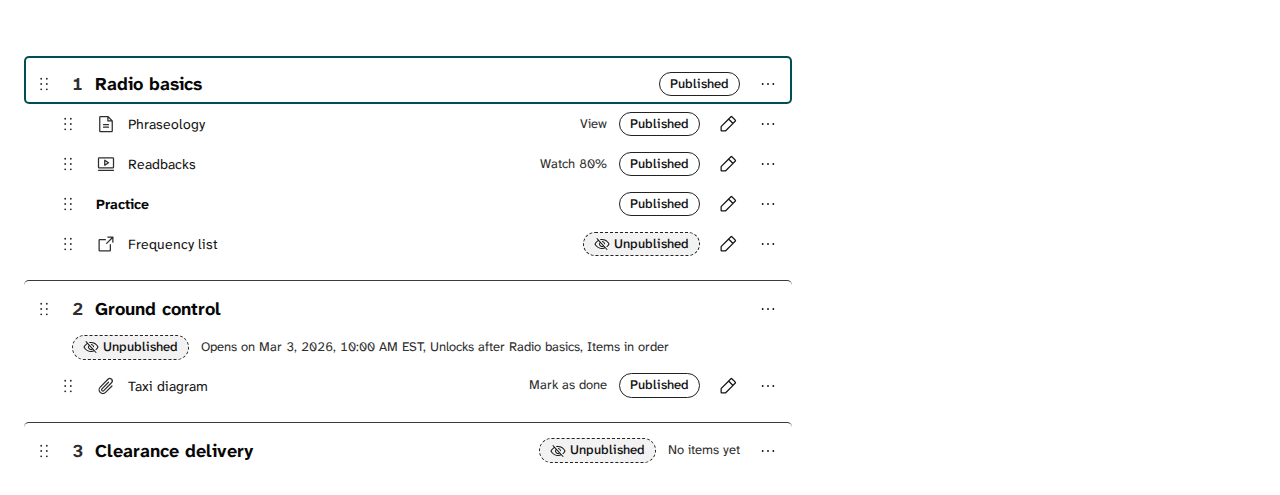 1 Radio basics Published
Phraseology View Published
Readbacks Watch 80% Published
Practice Published
Frequency list Unpublished
2 Ground control
Unpublished Opens on Mar 3, 2026, 10:00 AM EST, Unlocks after Radio basics, Items in order
Taxi diagram Mark as done Published
3 Clearance delivery Unpublished No items yet